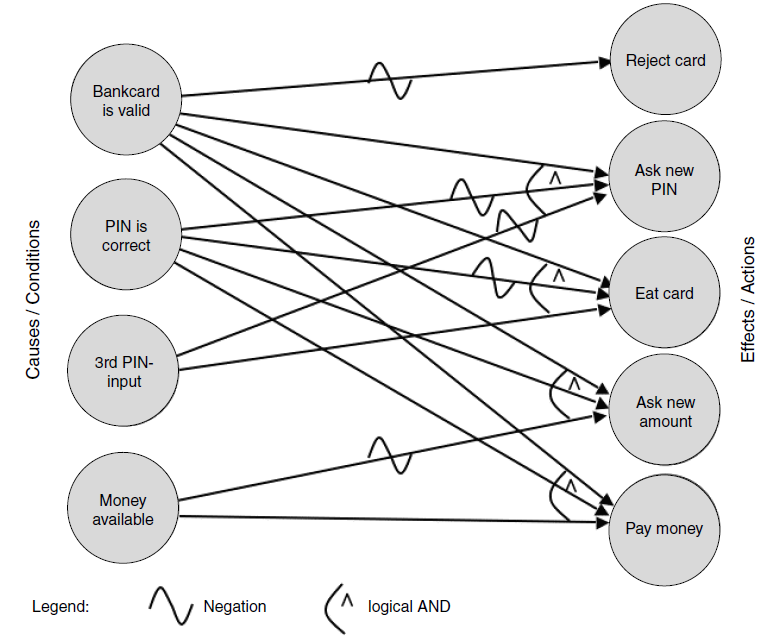 Bankcard
is valid
PIN is
correct
3rd PIN-
input
Money
available
Reject card
Ask new
PIN
Eat card
Ask new
amount
Pay money
Causes / Conditions
Effects / Actions
^
^
^
^
Legend:
Negation
^
logical AND